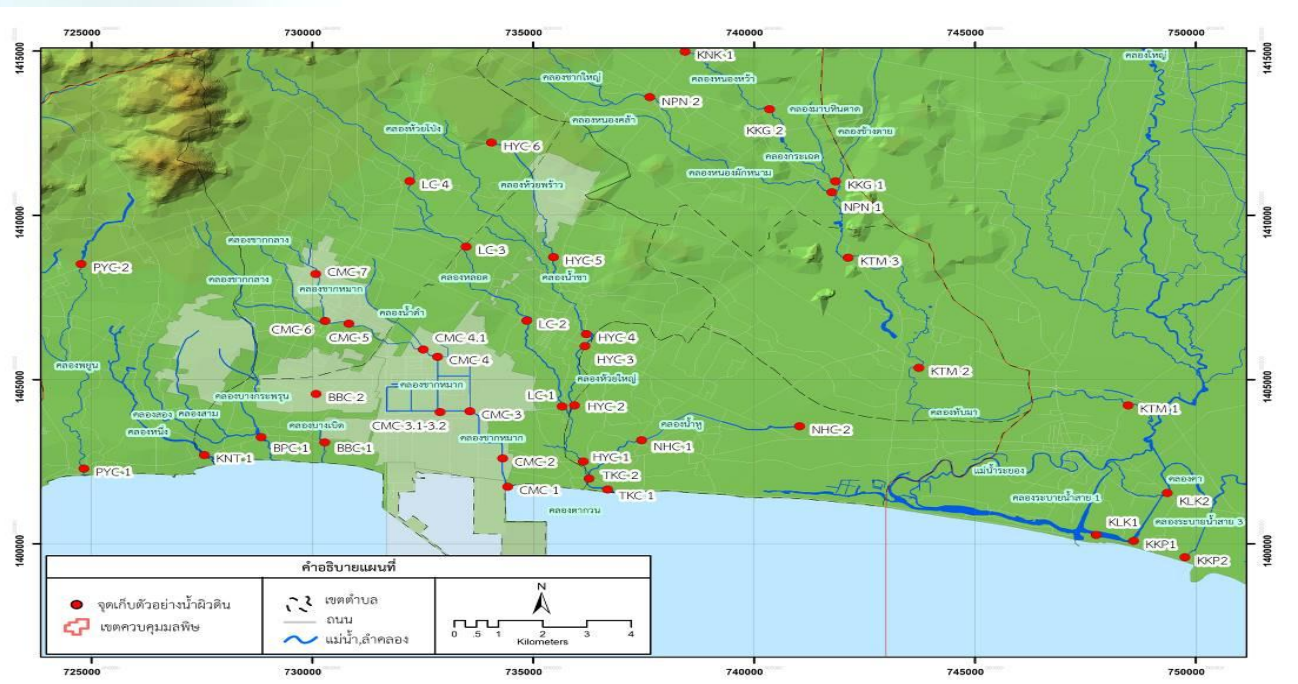 725000 730000 735000 740000 745000 750000
1415000 1415000
KNK-1
คลองใหญ่
คลองชากใหญ่
คลองหนองหว้า
NPN-2
คลองมาบทินดาด
KKG-2
คลองหนองคล้า
คลองช้างตาย
คลองห้วยโป่ง
HYC-6
คลองกระเฉด
คลองหนองผักหนาม
คลองห้วยพร้าว
LC-4
KKG-1
NPN-1
1410000 1410000
คลองชากกลาง
LC-3
HYC-5
KTM-3
PYC-2
CMC-7
คลองชากกลาง
คลองหลอด
คลองน้ำชา
คลองชากหมาก
คลองน้ำดำ
CMC-6
CMC-5
LC-2
CMC-4.1
HYC-4
CMC-4
HYC-3
คลองพยูน
KTM-2
คลองห้วยใหญ่
คลองชากหมาก
1405000 1405000
คลองบางกระพรุน
BBC-2
LC-1
HYC-2
KTM-1
คลองสอง
คลองสาม
CMC-3
คลองทับมา
คลองบางเบิด
CMC-3.1-3.2
คลองน้ำหู
NHC-2
คลองหนึ่ง
คลองชากหมาก
BPC-1
BBC-1
NHC-1
KNT-1
CMC-2
HYC-1
PYC-1
TKC-2
แม่น้ำระยอง
คลองคา
CMC-1
TKC-1
คลองระบายน้ำสาย 1
KLK2
คลองตากวน
KLK1
คลองระบายน้ำสาย 3
KKP1
KKP2
1400000 1400000
คำอธิบายแผนที่
จุดเก็บตัวอย่างน้ำผิวดิน
เขตควบคุมมลพิษ
เขตตำบล
ถนน
แม่น้ำ,ลำคลอง
N
0 .5 1 2 3 4
Kilometers
725000 730000 735000 740000 745000 750000